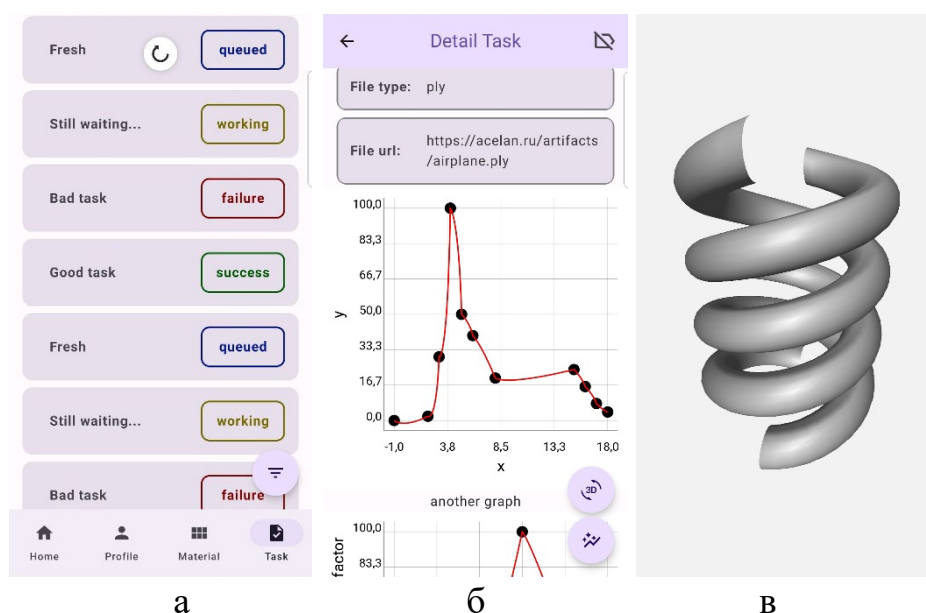 Fresh
queued
Still waiting...
working
Bad task
failure
Good task
success
Fresh
queued
Still waiting...
working
Bad task
failure
Home
Profile
Material
Task
Detail Task
File type: ply
File url: https://acelan.ru/artifacts
/airplane.ply
100,0
83,3
66,7
50,0
33,3
16,7
0,0
y
-1,0 3,8 8,5 13,3 18,0
x
3D
another graph
100,0
83,3
factor
а
б
в